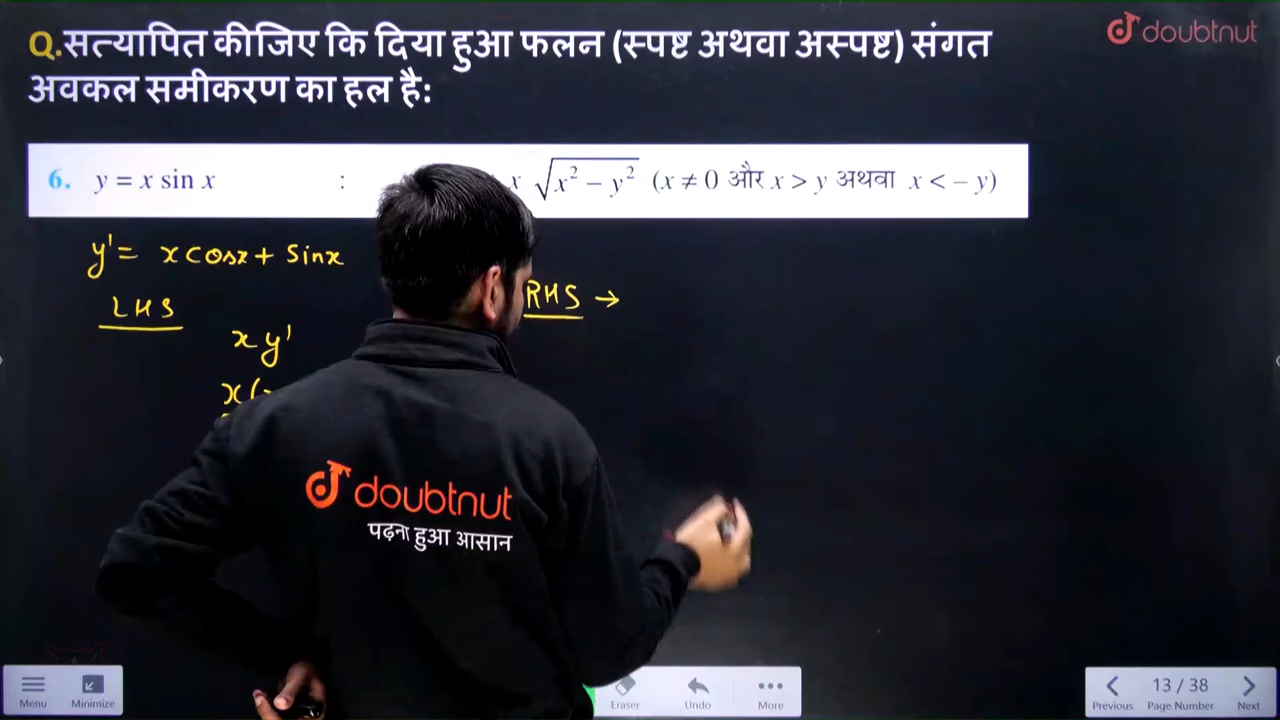 Q.सत्यापित कीजिए कि दिया हुआ फलन (स्पष्ट अथवा अस्पष्ट) संगत
अवकल समीकरण का हल है:
doubtnut
6. y = x sin x : x √x² – y² (x ≠ 0 और x > y अथवा x < – y)
y' = x cosx + sinx
LHS
RHS →
x y'
x(
doubtnut
पढ़ना हुआ आसान
Menu
Minimize
Eraser
Undo
More
Previous
13 / 38
Page Number
Next